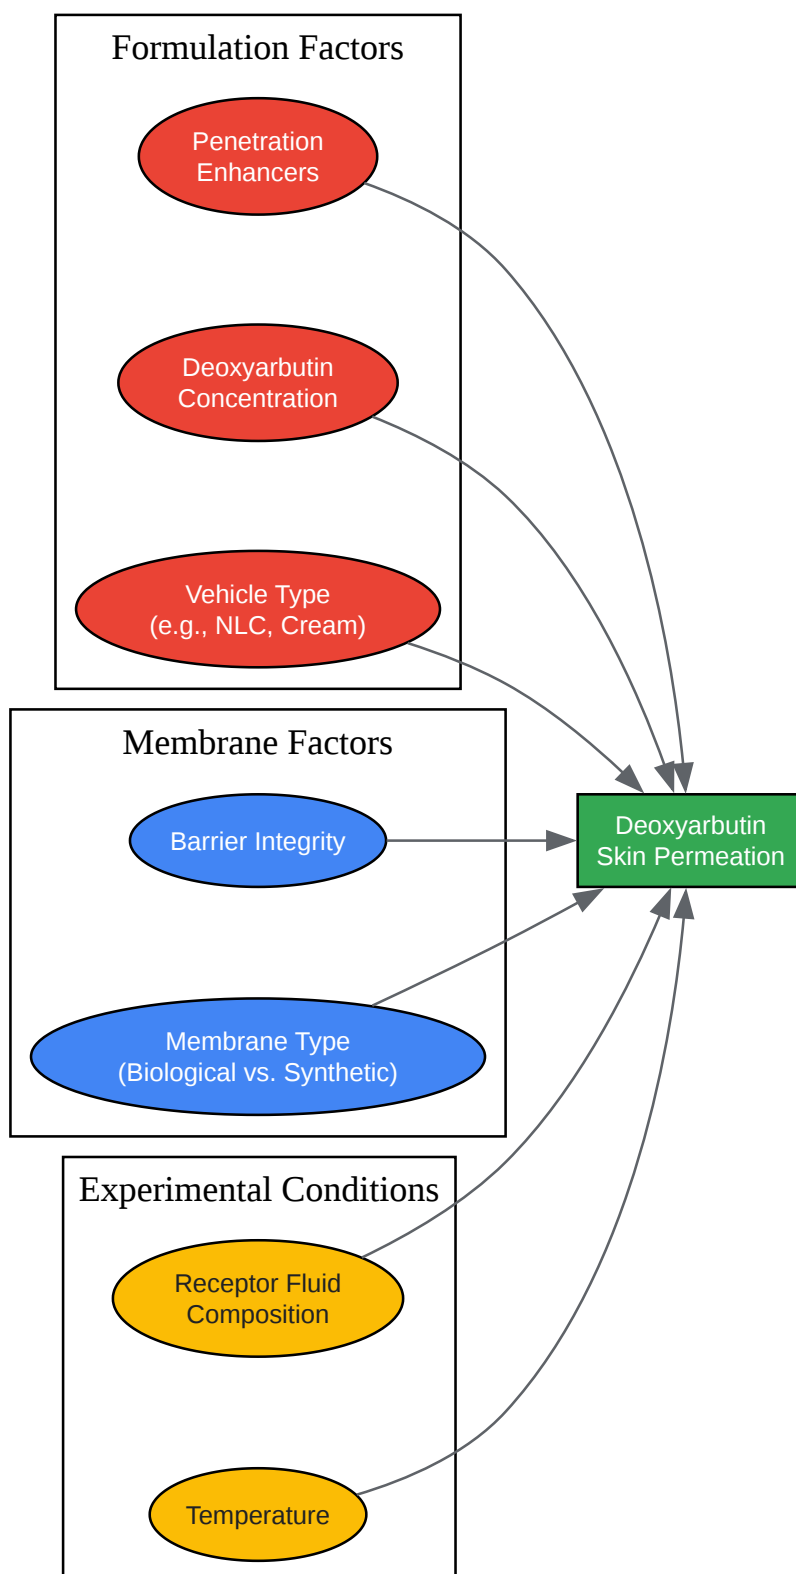 Formulation Factors
Penetration
Enhancers
Deoxyarbutin
Concentration
Vehicle Type
(e.g., NLC, Cream)
Membrane Factors
Barrier Integrity
Deoxyarbutin
Skin Permeation
Membrane Type
(Biological vs. Synthetic)
Experimental Conditions
Receptor Fluid
Composition
Temperature